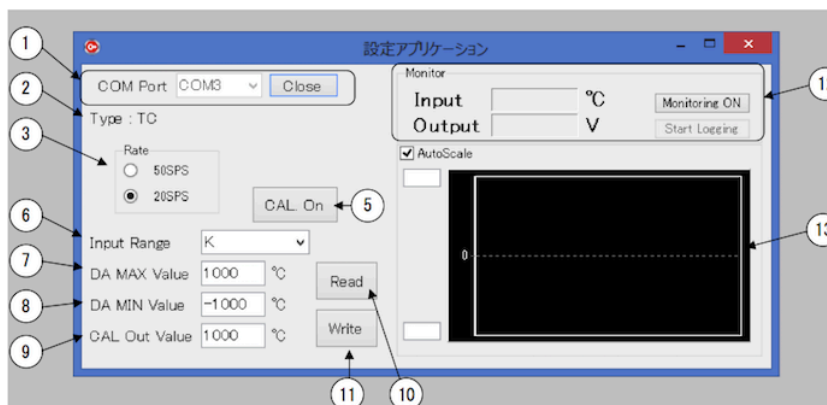 設定アプリケーション
1
COM Port COM3 Close
2
Type : TC
3
Rate
50SPS
20SPS
CAL. On
5
6
Input Range K
7
DA MAX Value 1000 ℃
8
DA MIN Value -1000 ℃
9
CAL Out Value 1000 ℃
Read
Write
11
10
Monitor
Input ℃ Monitoring ON
Output V Start Logging
AutoScale
0
13